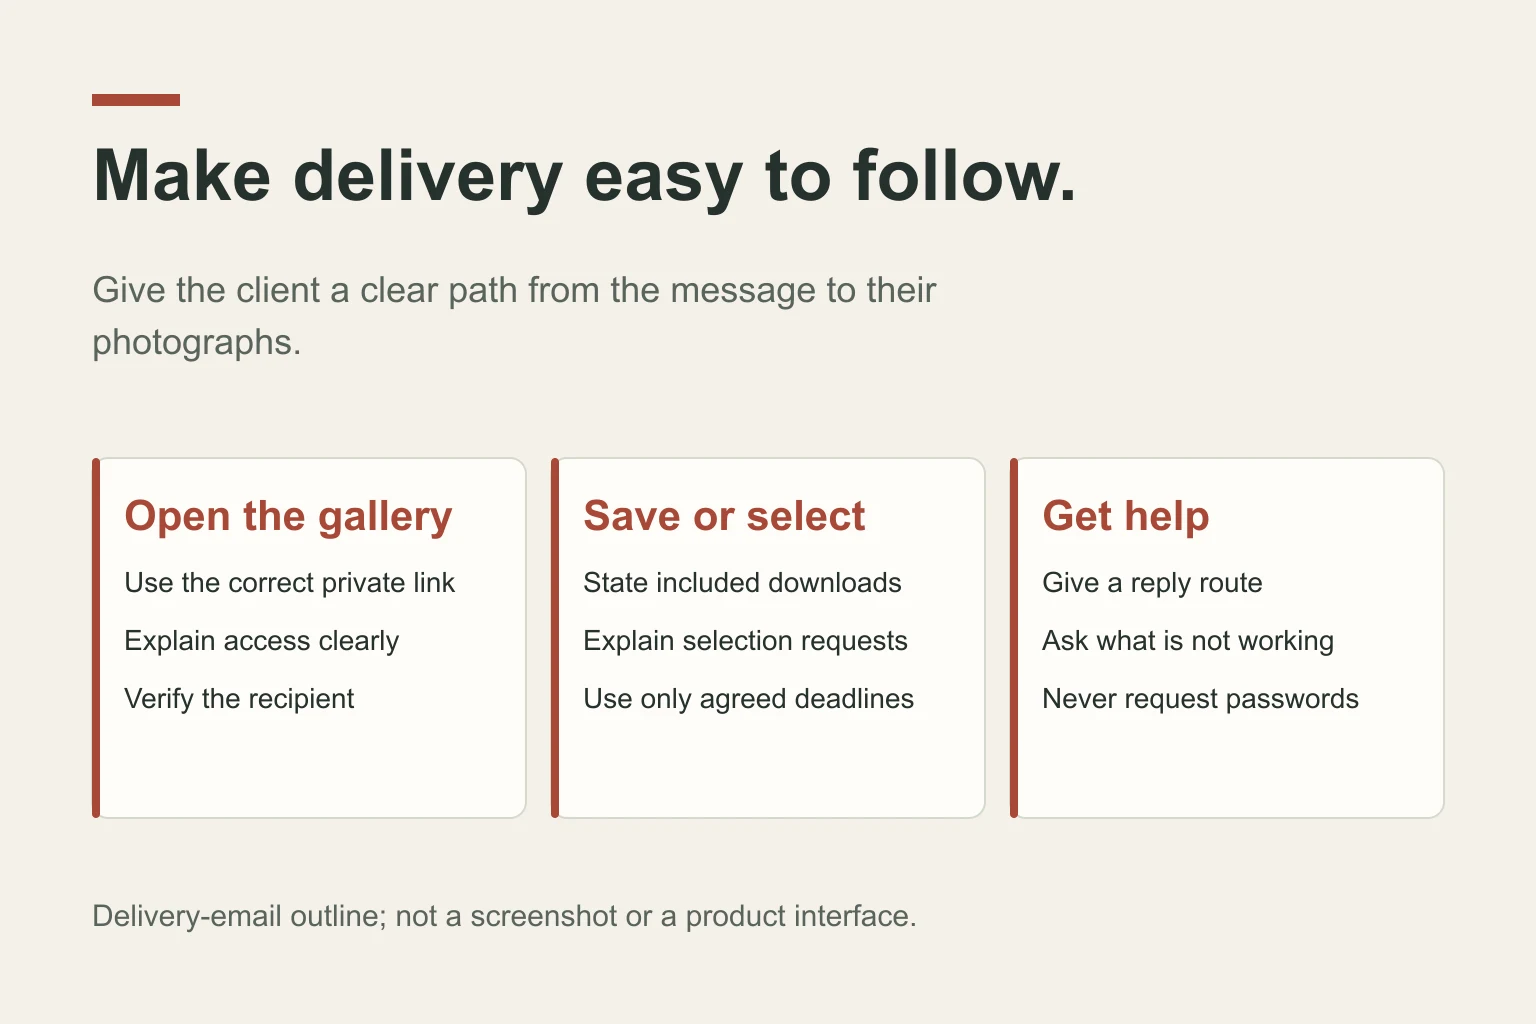 Make delivery easy to follow.
Give the client a clear path from the message to their
photographs.
Open the gallery
Use the correct private link
Explain access clearly
Verify the recipient
Save or select
State included downloads
Explain selection requests
Use only agreed deadlines
Get help
Give a reply route
Ask what is not working
Never request passwords
Delivery-email outline; not a screenshot or a product interface.